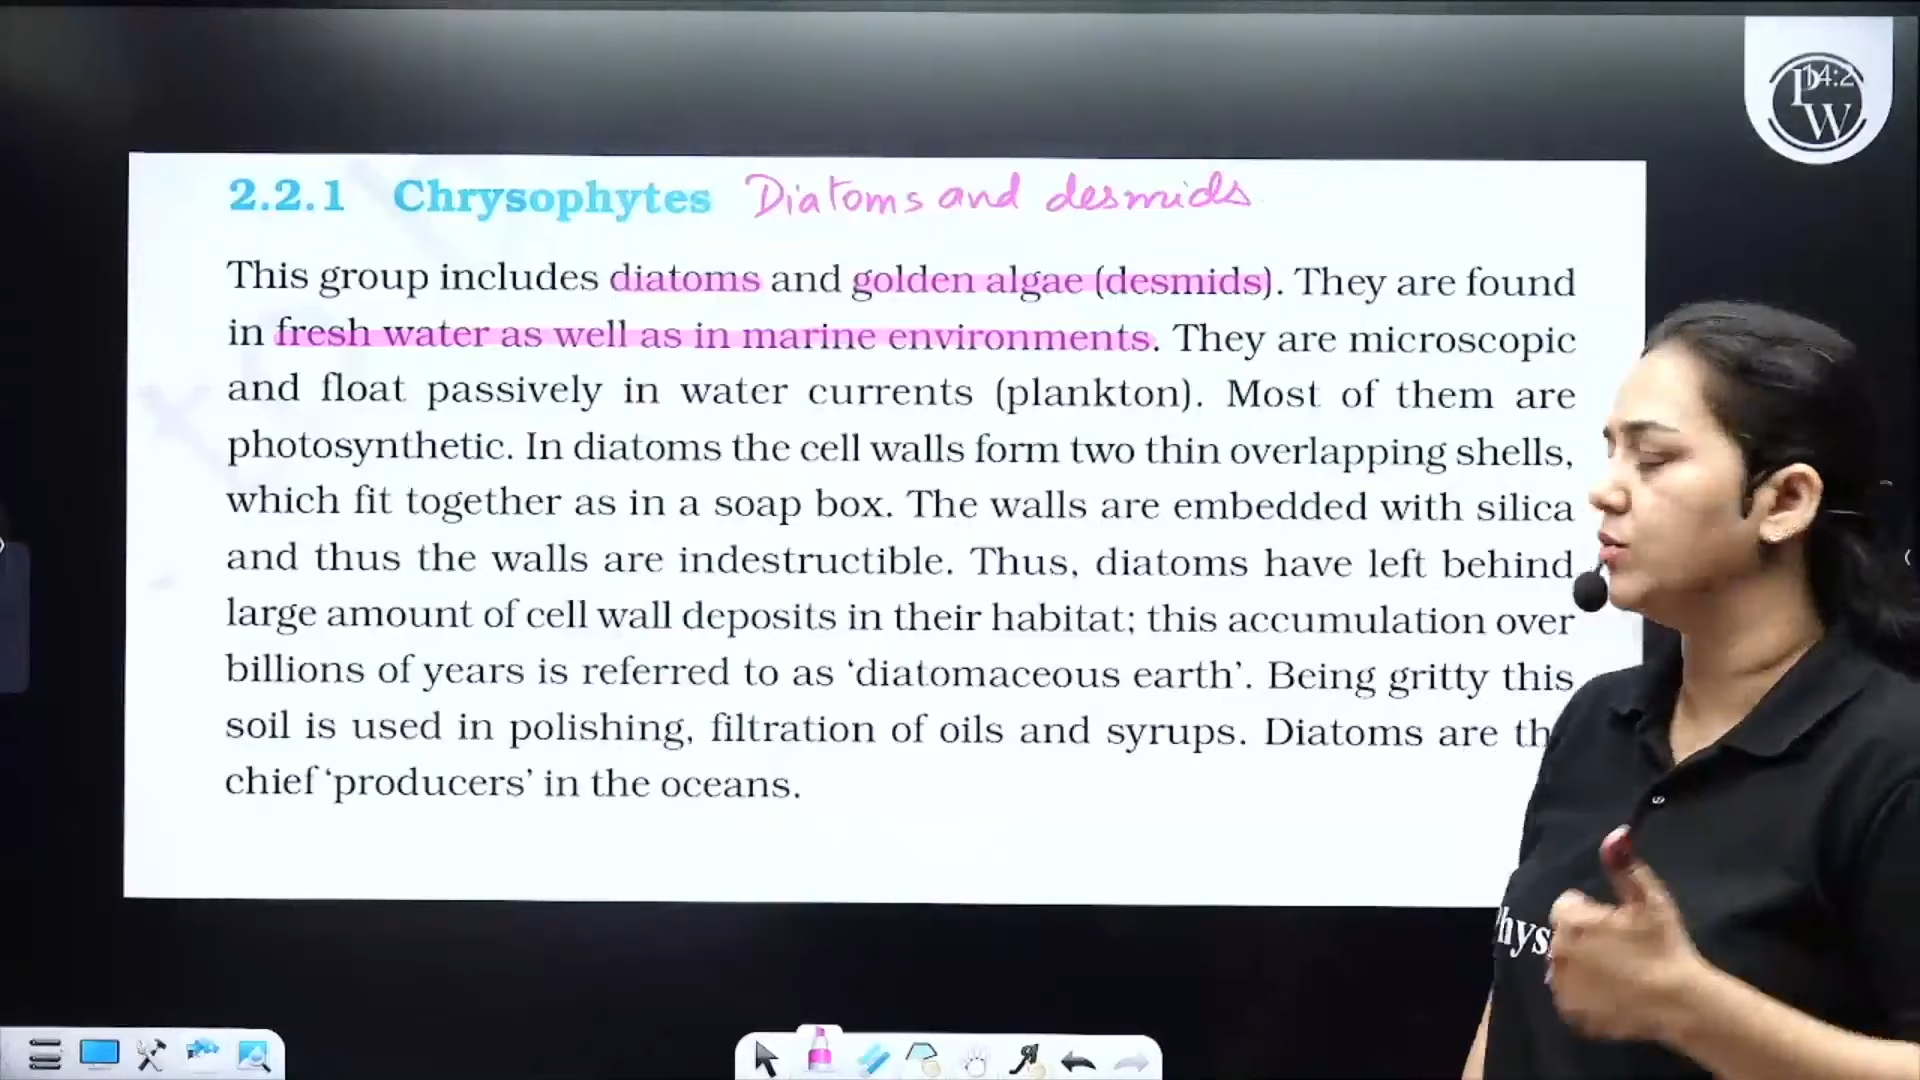 14:2
PW
2.2.1 Chrysophytes Diatoms and desmids
This group includes diatoms and golden algae (desmids). They are found
in fresh water as well as in marine environments. They are microscopic
and float passively in water currents (plankton). Most of them are
photosynthetic. In diatoms the cell walls form two thin overlapping shells,
which fit together as in a soap box. The walls are embedded with silica
and thus the walls are indestructible. Thus, diatoms have left behind
large amount of cell wall deposits in their habitat; this accumulation over
billions of years is referred to as ‘diatomaceous earth’. Being gritty this
soil is used in polishing, filtration of oils and syrups. Diatoms are th
chief ‘producers’ in the oceans.
hys